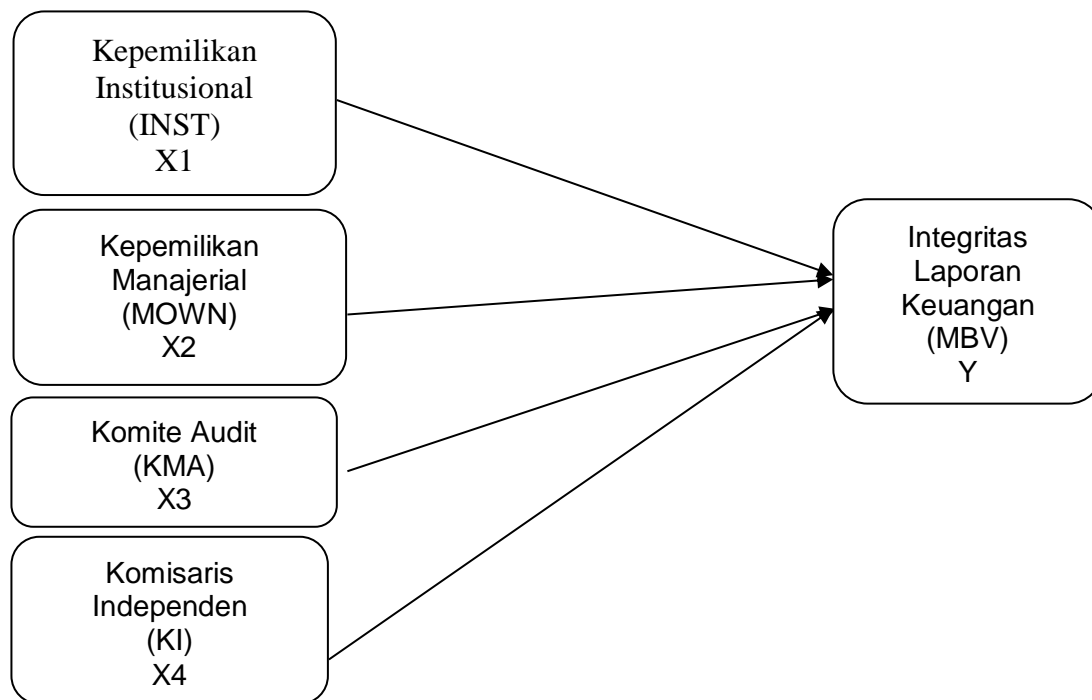 Kepemilikan
Institusional
(INST)
X1
Kepemilikan
Manajerial
(MOWN)
X2
Komite Audit
(KMA)
X3
Komisaris
Independen
(KI)
X4
Integritas
Laporan
Keuangan
(MBV)
Y